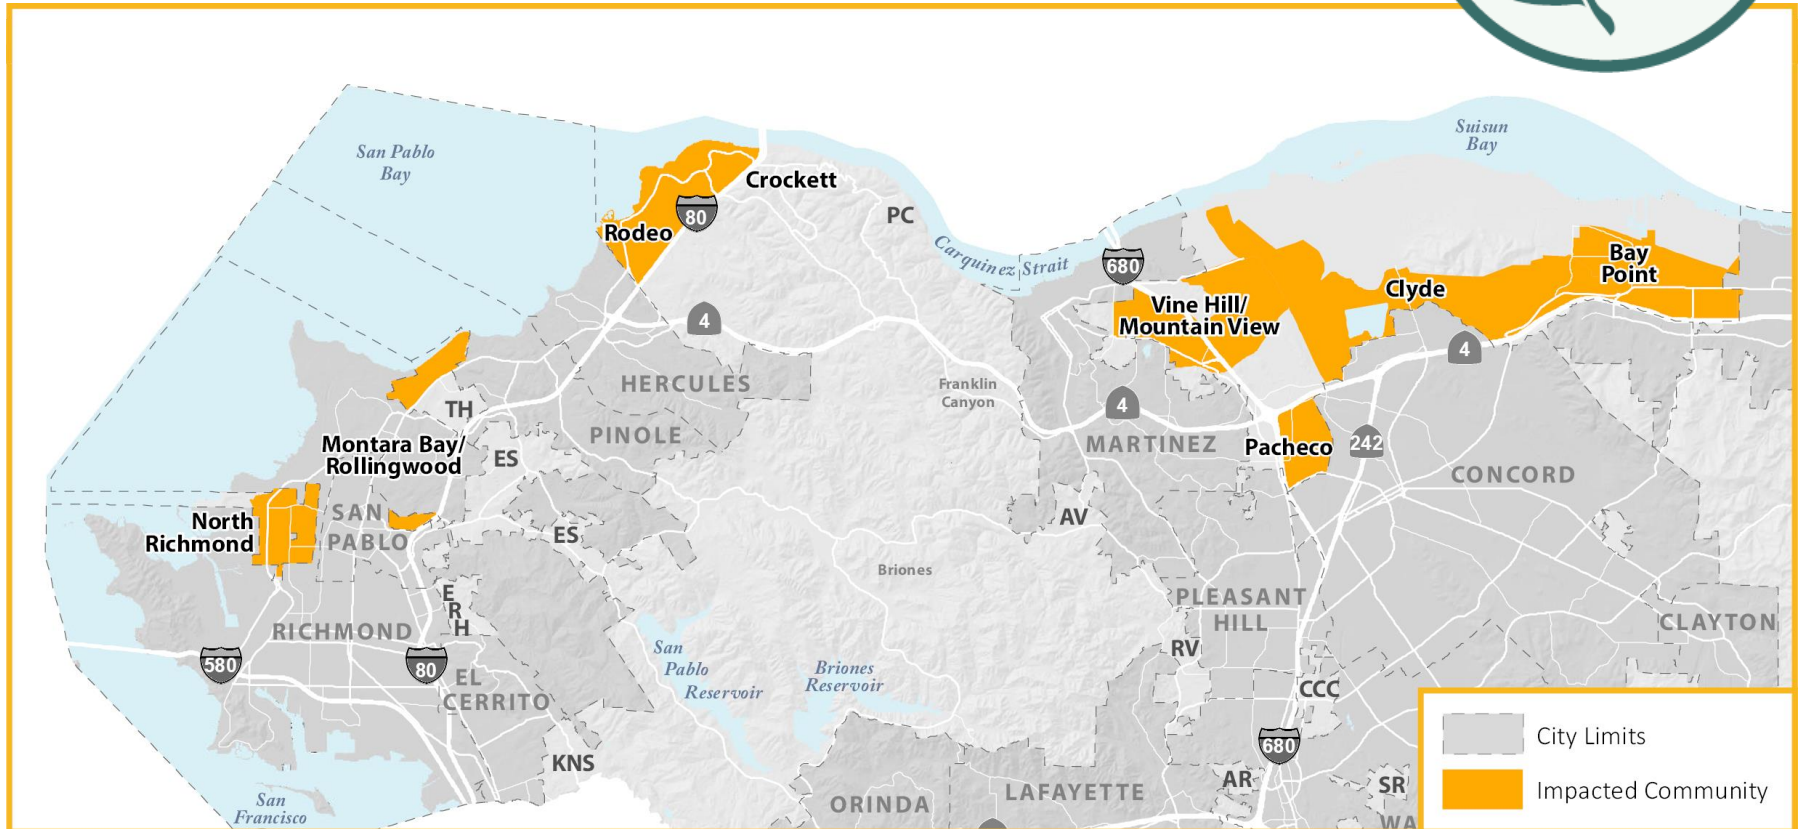 San Pablo
Bay
Suisun
Bay
Crockett
PC
80
Rodeo
Carquinez Strait
680
Bay
Point
Clyde
Vine Hill/
Mountain View
4
4
HERCULES
Franklin
Canyon
4
TH
PINOLE
Montara Bay/
Rollingwood
ES
MARTINEZ
Pacheco
242
CONCORD
North
Richmond
SAN
PABLO
ES
AV
Briones
E
R
H
PLEASANT
HILL
CLAYTON
RICHMOND
580
80
EL
CERRITO
San
Pablo
Reservoir
Briones
Reservoir
RV
CCC
680
KNS
AR
SR
ORINDA
LAFAYETTE
WA
San
Francisco
City Limits
Impacted Community